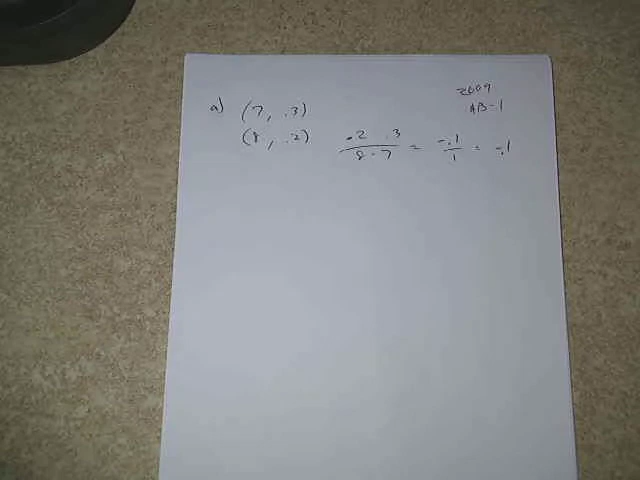 2009
AB-1
a) (7, .3)
(8, .2) .2 .3 / 8-7 = -.1 / 1 = -.1